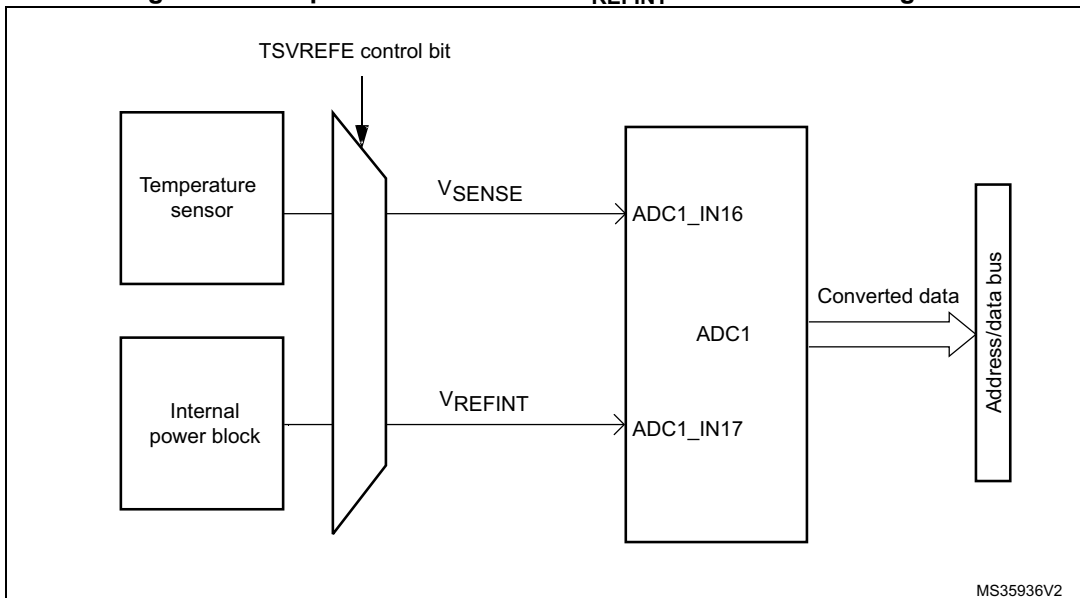 REFINT
TSVREFE control bit
Temperature
sensor
VSENSE
ADC1_IN16
Converted data
ADC1
Address/data bus
Internal
power block
VREFINT
ADC1_IN17
MS35936V2